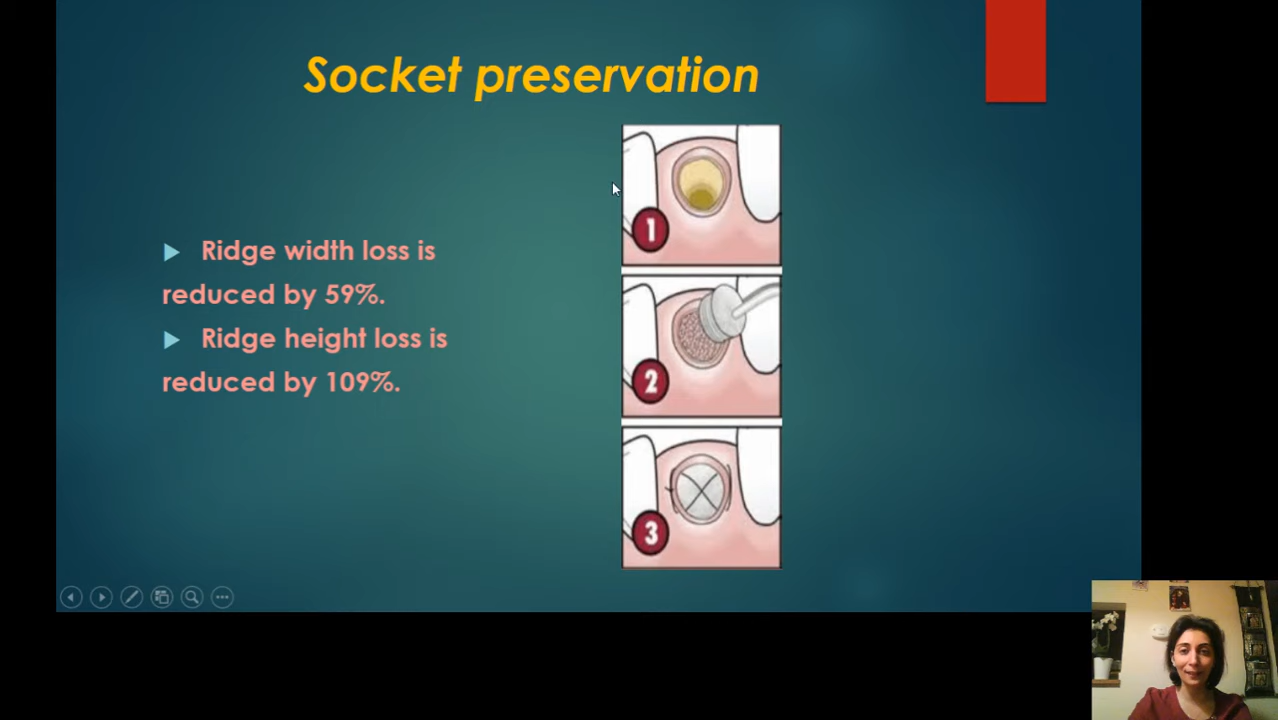 Socket preservation
Ridge width loss is
reduced by 59%.
Ridge height loss is
reduced by 109%.
1
2
3